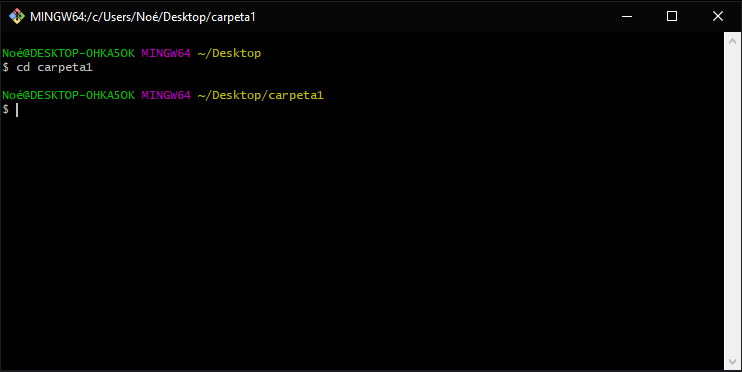 MINGW64:/c/Users/Noé/Desktop/carpeta1
Noé@DESKTOP-OHKA5OK MINGW64 ~/Desktop
$ cd carpeta1
Noé@DESKTOP-OHKA5OK MINGW64 ~/Desktop/carpeta1
$